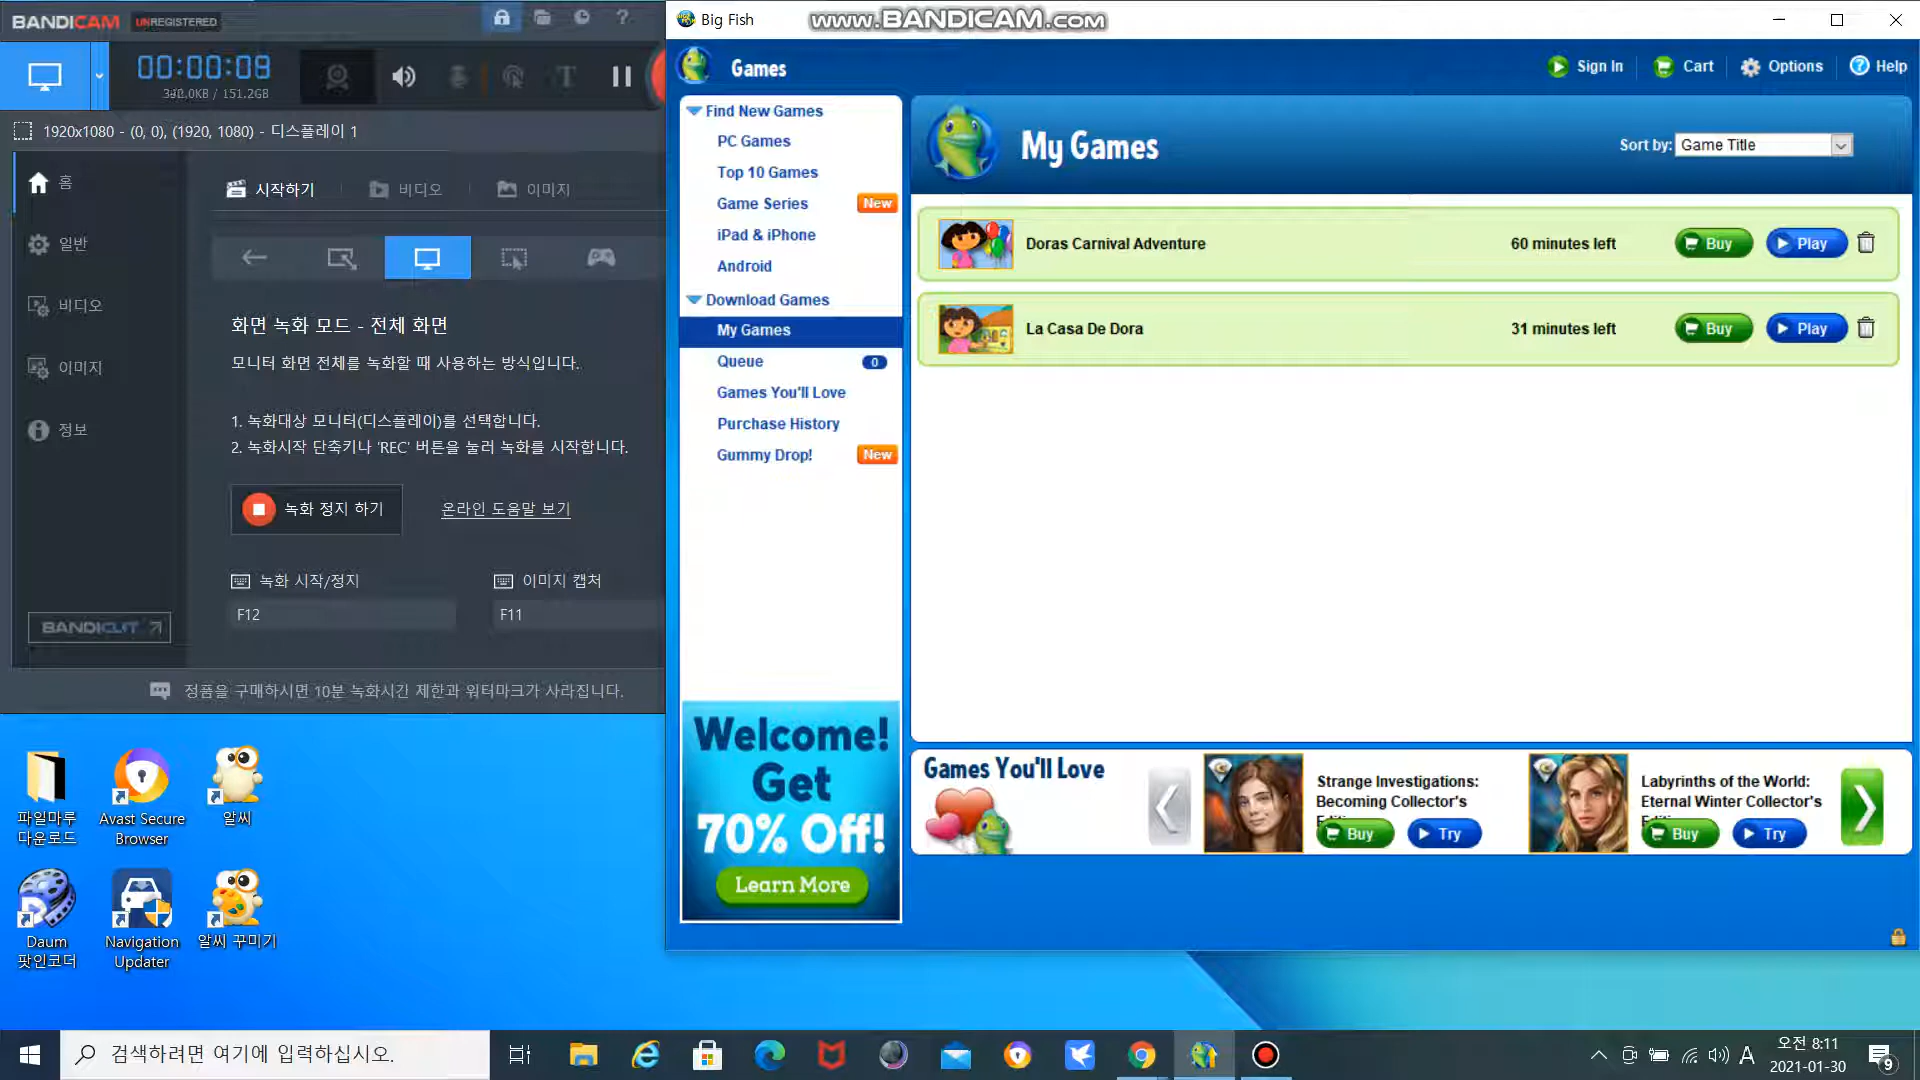 BANDICAM UNREGISTERED
00:00:08
151.2GB
1920x1080 - (0, 0), (1920, 1080) - 디스플레이 1
홈
일반
비디오
이미지
정보
시작하기
비디오
이미지
화면 녹화 모드 - 전체 화면
모니터 화면 전체를 녹화할 때 사용하는 방식입니다.
1. 녹화대상 모니터(디스플레이)를 선택합니다.
2. 녹화시작 단축키나 'REC' 버튼을 눌러 녹화를 시작합니다.
녹화 정지 하기
온라인 도움말 보기
녹화 시작/정지
이미지 캡처
F12
F11
BANDICUT
정품을 구매하시면 10분 녹화시간 제한과 워터마크가 사라집니다.
Big Fish
www.BANDICAM.com
Games
Sign In
Cart
Options
Help
Find New Games
PC Games
Top 10 Games
Game Series New
iPad & iPhone
Android
Download Games
My Games
Queue 0
Games You'll Love
Purchase History
Gummy Drop! New
Welcome!
Get
70% Off!
Learn More
My Games
Sort by: Game Title
Doras Carnival Adventure 60 minutes left Buy Play
La Casa De Dora 31 minutes left Buy Play
Games You'll Love
Strange Investigations:
Becoming Collector's
Buy Try
Labyrinths of the World:
Eternal Winter Collector's
Buy Try
파일마루
다운로드
Avast Secure
Browser
알씨
Daum
팟인코더
Navigation
Updater
알씨 꾸미기
검색하려면 여기에 입력하십시오.
A
오전 8:11
2021-01-30
9